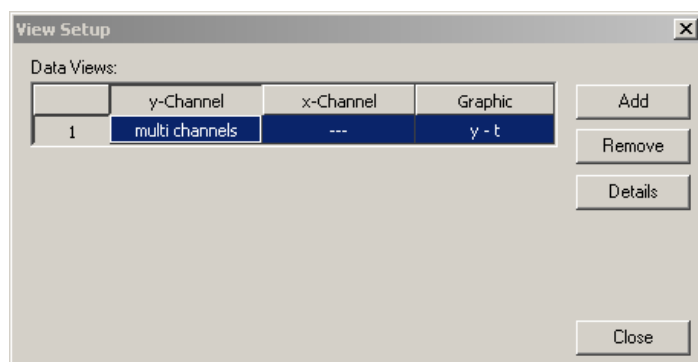 View Setup
Data Views:
y-Channel x-Channel Graphic
1 multi channels --- y - t
Add
Remove
Details
Close